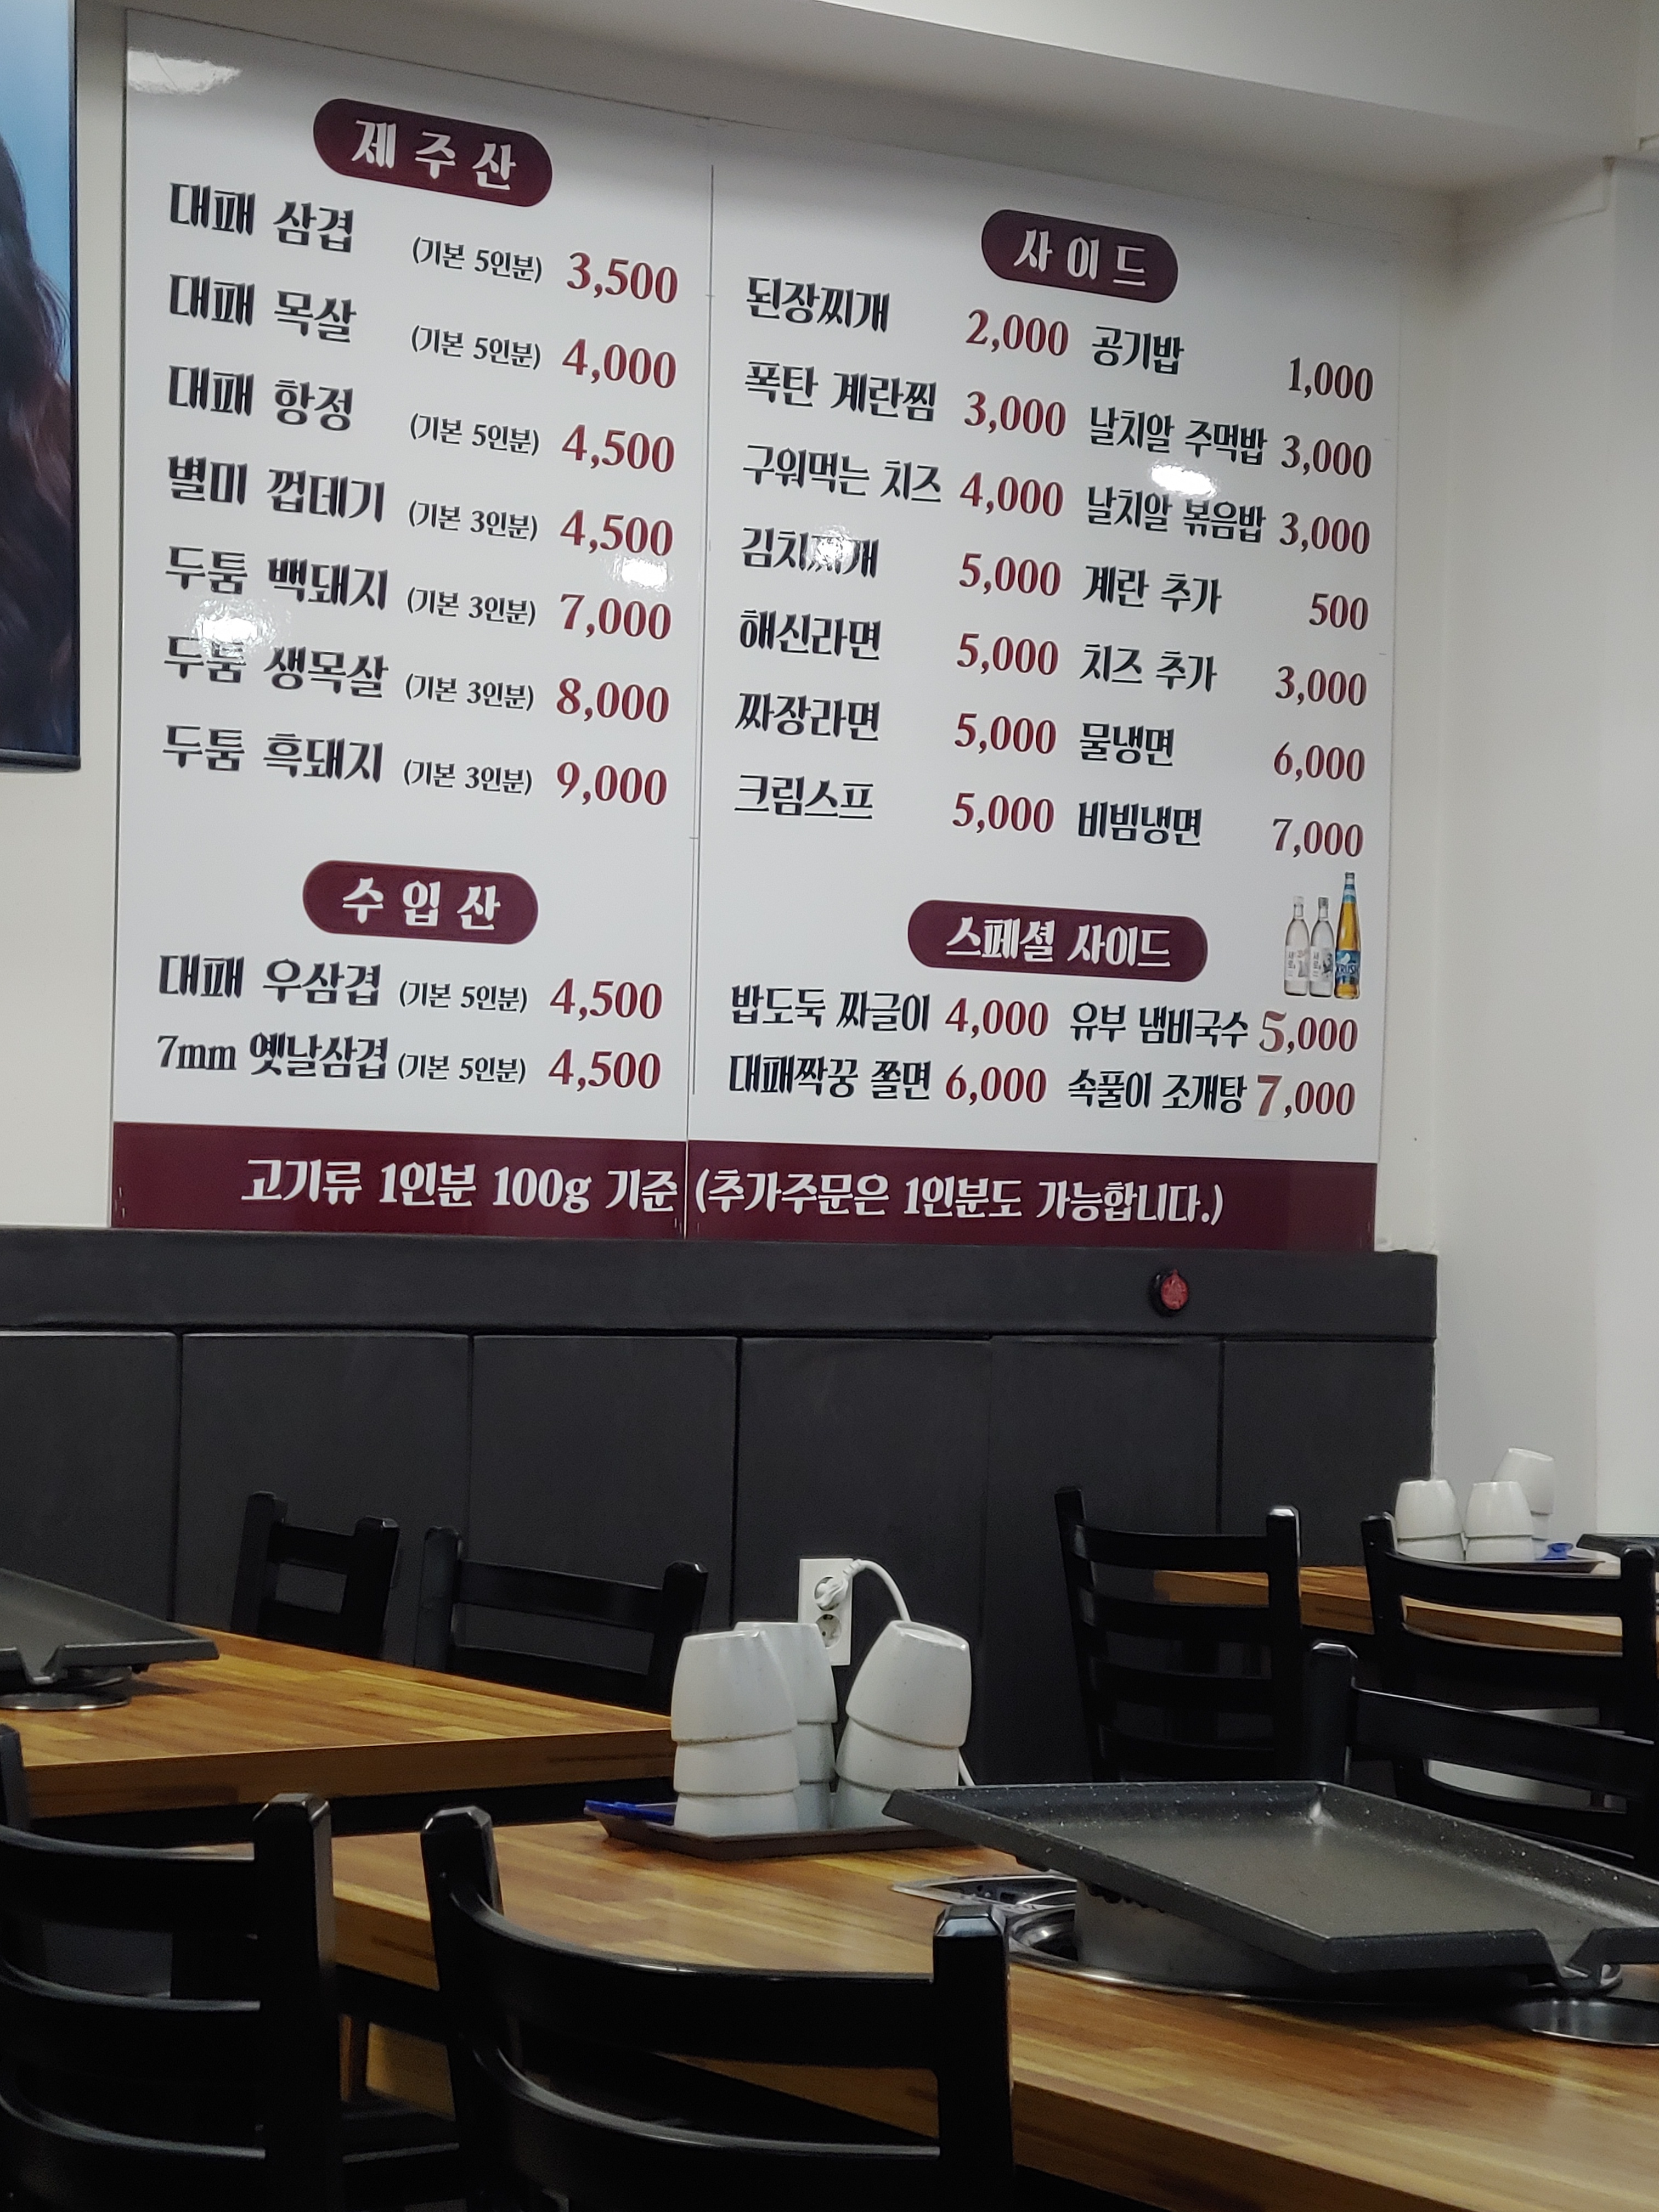 제주산
대패 삼겹 (기본 5인분) 3,500
대패 목살 (기본 5인분) 4,000
대패 항정 (기본 5인분) 4,500
별미 껍데기 (기본 3인분) 4,500
두툼 백돼지 (기본 3인분) 7,000
두툼 생목살 (기본 3인분) 8,000
두툼 흑돼지 (기본 3인분) 9,000
수입산
대패 우삼겹 (기본 5인분) 4,500
7mm 옛날삼겹 (기본 5인분) 4,500
사이드
된장찌개 2,000 공기밥 1,000
폭탄 계란찜 3,000 날치알 주먹밥 3,000
구워먹는 치즈 4,000 날치알 볶음밥 3,000
김치찌개 5,000 계란 추가 500
해신라면 5,000 치즈 추가 3,000
짜장라면 5,000 물냉면 6,000
크림스프 5,000 비빔냉면 7,000
스페셜 사이드
밥도둑 짜글이 4,000 유부 냄비국수 5,000
대패짝꿍 쫄면 6,000 속풀이 조개탕 7,000
고기류 1인분 100g 기준 (추가주문은 1인분도 가능합니다.)